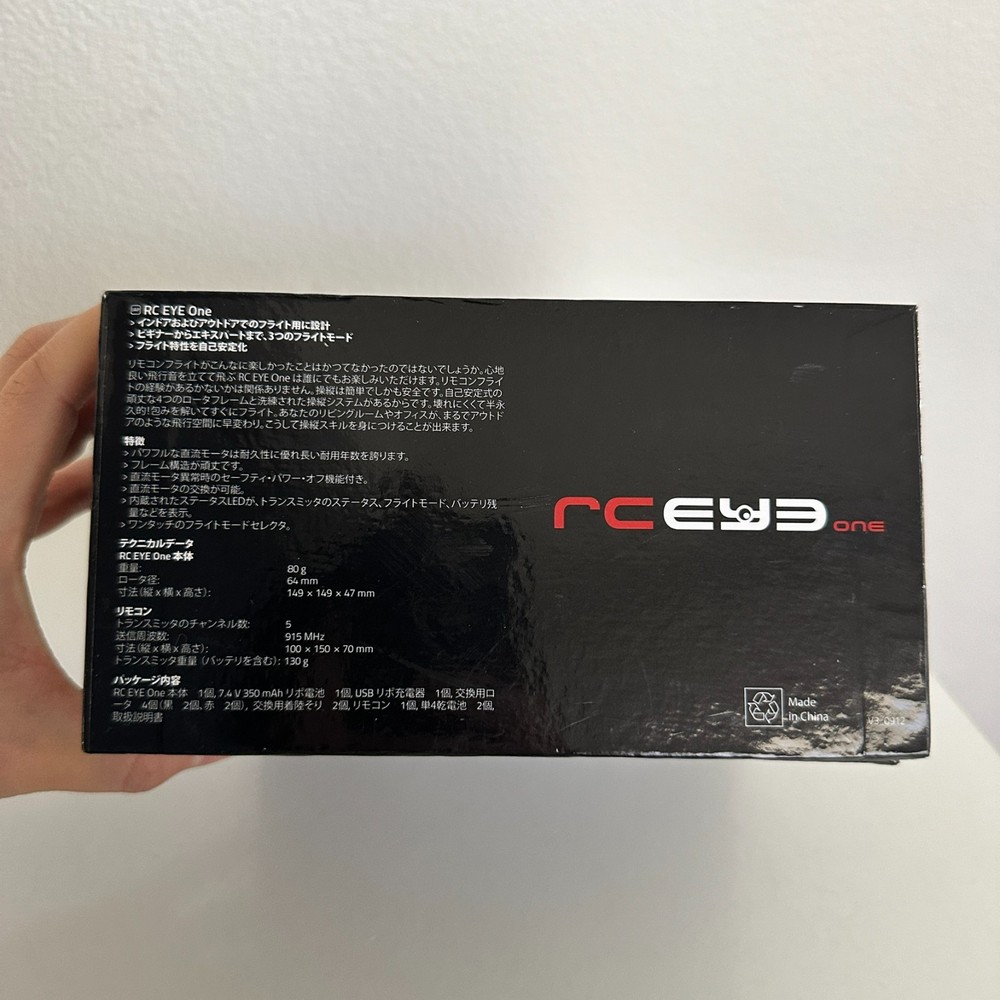 JAP RC EYE One
> インドアおよびアウトドアでのフライト用に設計
> ビギナーからエキスパートまで、3つのフライトモード
> フライト特性を自己安定化
リモコンフライトがこんなに楽しかったことはかつてなかったのではないでしょうか。心地
良い飛行音を立てて飛ぶ RC EYE One は誰にでもお楽しみいただけます。リモコンフライ
トの経験があるかないかは関係ありません。操縦は簡単でしかも安全です。自己安定式の
頑丈な4つのロータフレームと洗練された操縦システムがあるからです。壊れにくくて半永
久的！包みを解いてすぐにフライト。あなたのリビングルームやオフィスが、まるでアウトド
アのような飛行空間に早変わり。こうして操縦スキルを身につけることが出来ます。
特徴
> パワフルな直流モータは耐久性に優れ長い耐用年数を誇ります。
> フレーム構造が頑丈です。
> 直流モータ異常時のセーフティ・パワー・オフ機能付き。
> 直流モータの交換が可能。
> 内蔵されたステータスLEDが、トランスミッタのステータス、フライトモード、バッテリ残
量などを表示。
> ワンタッチのフライトモードセレクタ。
テクニカルデータ
RC EYE One 本体
重量: 80 g
ロータ径: 64 mm
寸法 (縦 x 横 x 高さ): 149 × 149 × 47 mm
リモコン
トランスミッタのチャンネル数: 5
送信周波数: 915 MHz
寸法 (縦 x 横 x 高さ): 100 × 150 × 70 mm
トランスミッタ重量 (バッテリを含む): 130 g
パッケージ内容
RC EYE One 本体 1個, 7.4 V 350 mAh リポ電池 1個, USB リポ充電器 1個, 交換用ロ
ータ 4個 (黒 2個、赤 2個), 交換用着陸そり 2個, リモコン 1個, 単4乾電池 2個,
取扱説明書
rc EYE one
Made
in China
V3_0912